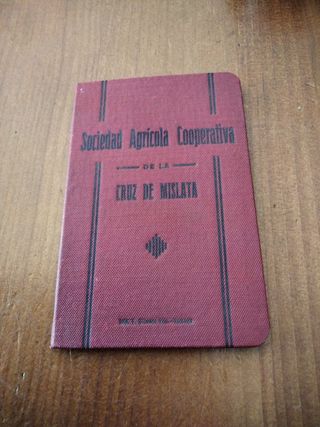 Sociedad Agrícola Cooperativa
DE LA
CRUZ DE MISLATA